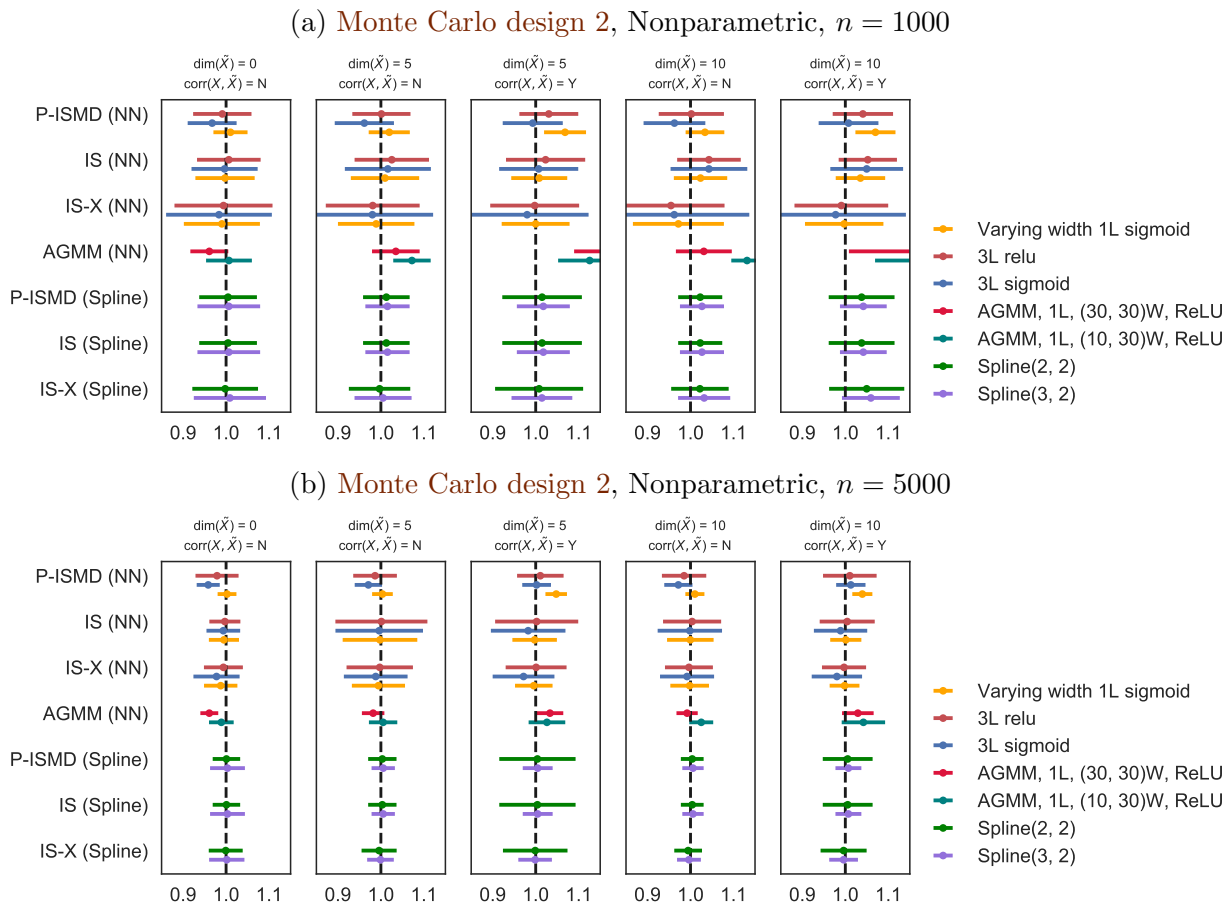 (a) Monte Carlo design 2, Nonparametric, n = 1000
dim(X̃) = 0
corr(X, X̃) = N
dim(X̃) = 5
corr(X, X̃) = N
dim(X̃) = 5
corr(X, X̃) = Y
dim(X̃) = 10
corr(X, X̃) = N
dim(X̃) = 10
corr(X, X̃) = Y
P-ISMD (NN)
IS (NN)
IS-X (NN)
AGMM (NN)
P-ISMD (Spline)
IS (Spline)
IS-X (Spline)
0.9 1.0 1.1
0.9 1.0 1.1
0.9 1.0 1.1
0.9 1.0 1.1
0.9 1.0 1.1
Varying width 1L sigmoid
3L relu
3L sigmoid
AGMM, 1L, (30, 30)W, ReLU
AGMM, 1L, (10, 30)W, ReLU
Spline(2, 2)
Spline(3, 2)
(b) Monte Carlo design 2, Nonparametric, n = 5000
dim(X̃) = 0
corr(X, X̃) = N
dim(X̃) = 5
corr(X, X̃) = N
dim(X̃) = 5
corr(X, X̃) = Y
dim(X̃) = 10
corr(X, X̃) = N
dim(X̃) = 10
corr(X, X̃) = Y
P-ISMD (NN)
IS (NN)
IS-X (NN)
AGMM (NN)
P-ISMD (Spline)
IS (Spline)
IS-X (Spline)
0.9 1.0 1.1
0.9 1.0 1.1
0.9 1.0 1.1
0.9 1.0 1.1
0.9 1.0 1.1
Varying width 1L sigmoid
3L relu
3L sigmoid
AGMM, 1L, (30, 30)W, ReLU
AGMM, 1L, (10, 30)W, ReLU
Spline(2, 2)
Spline(3, 2)